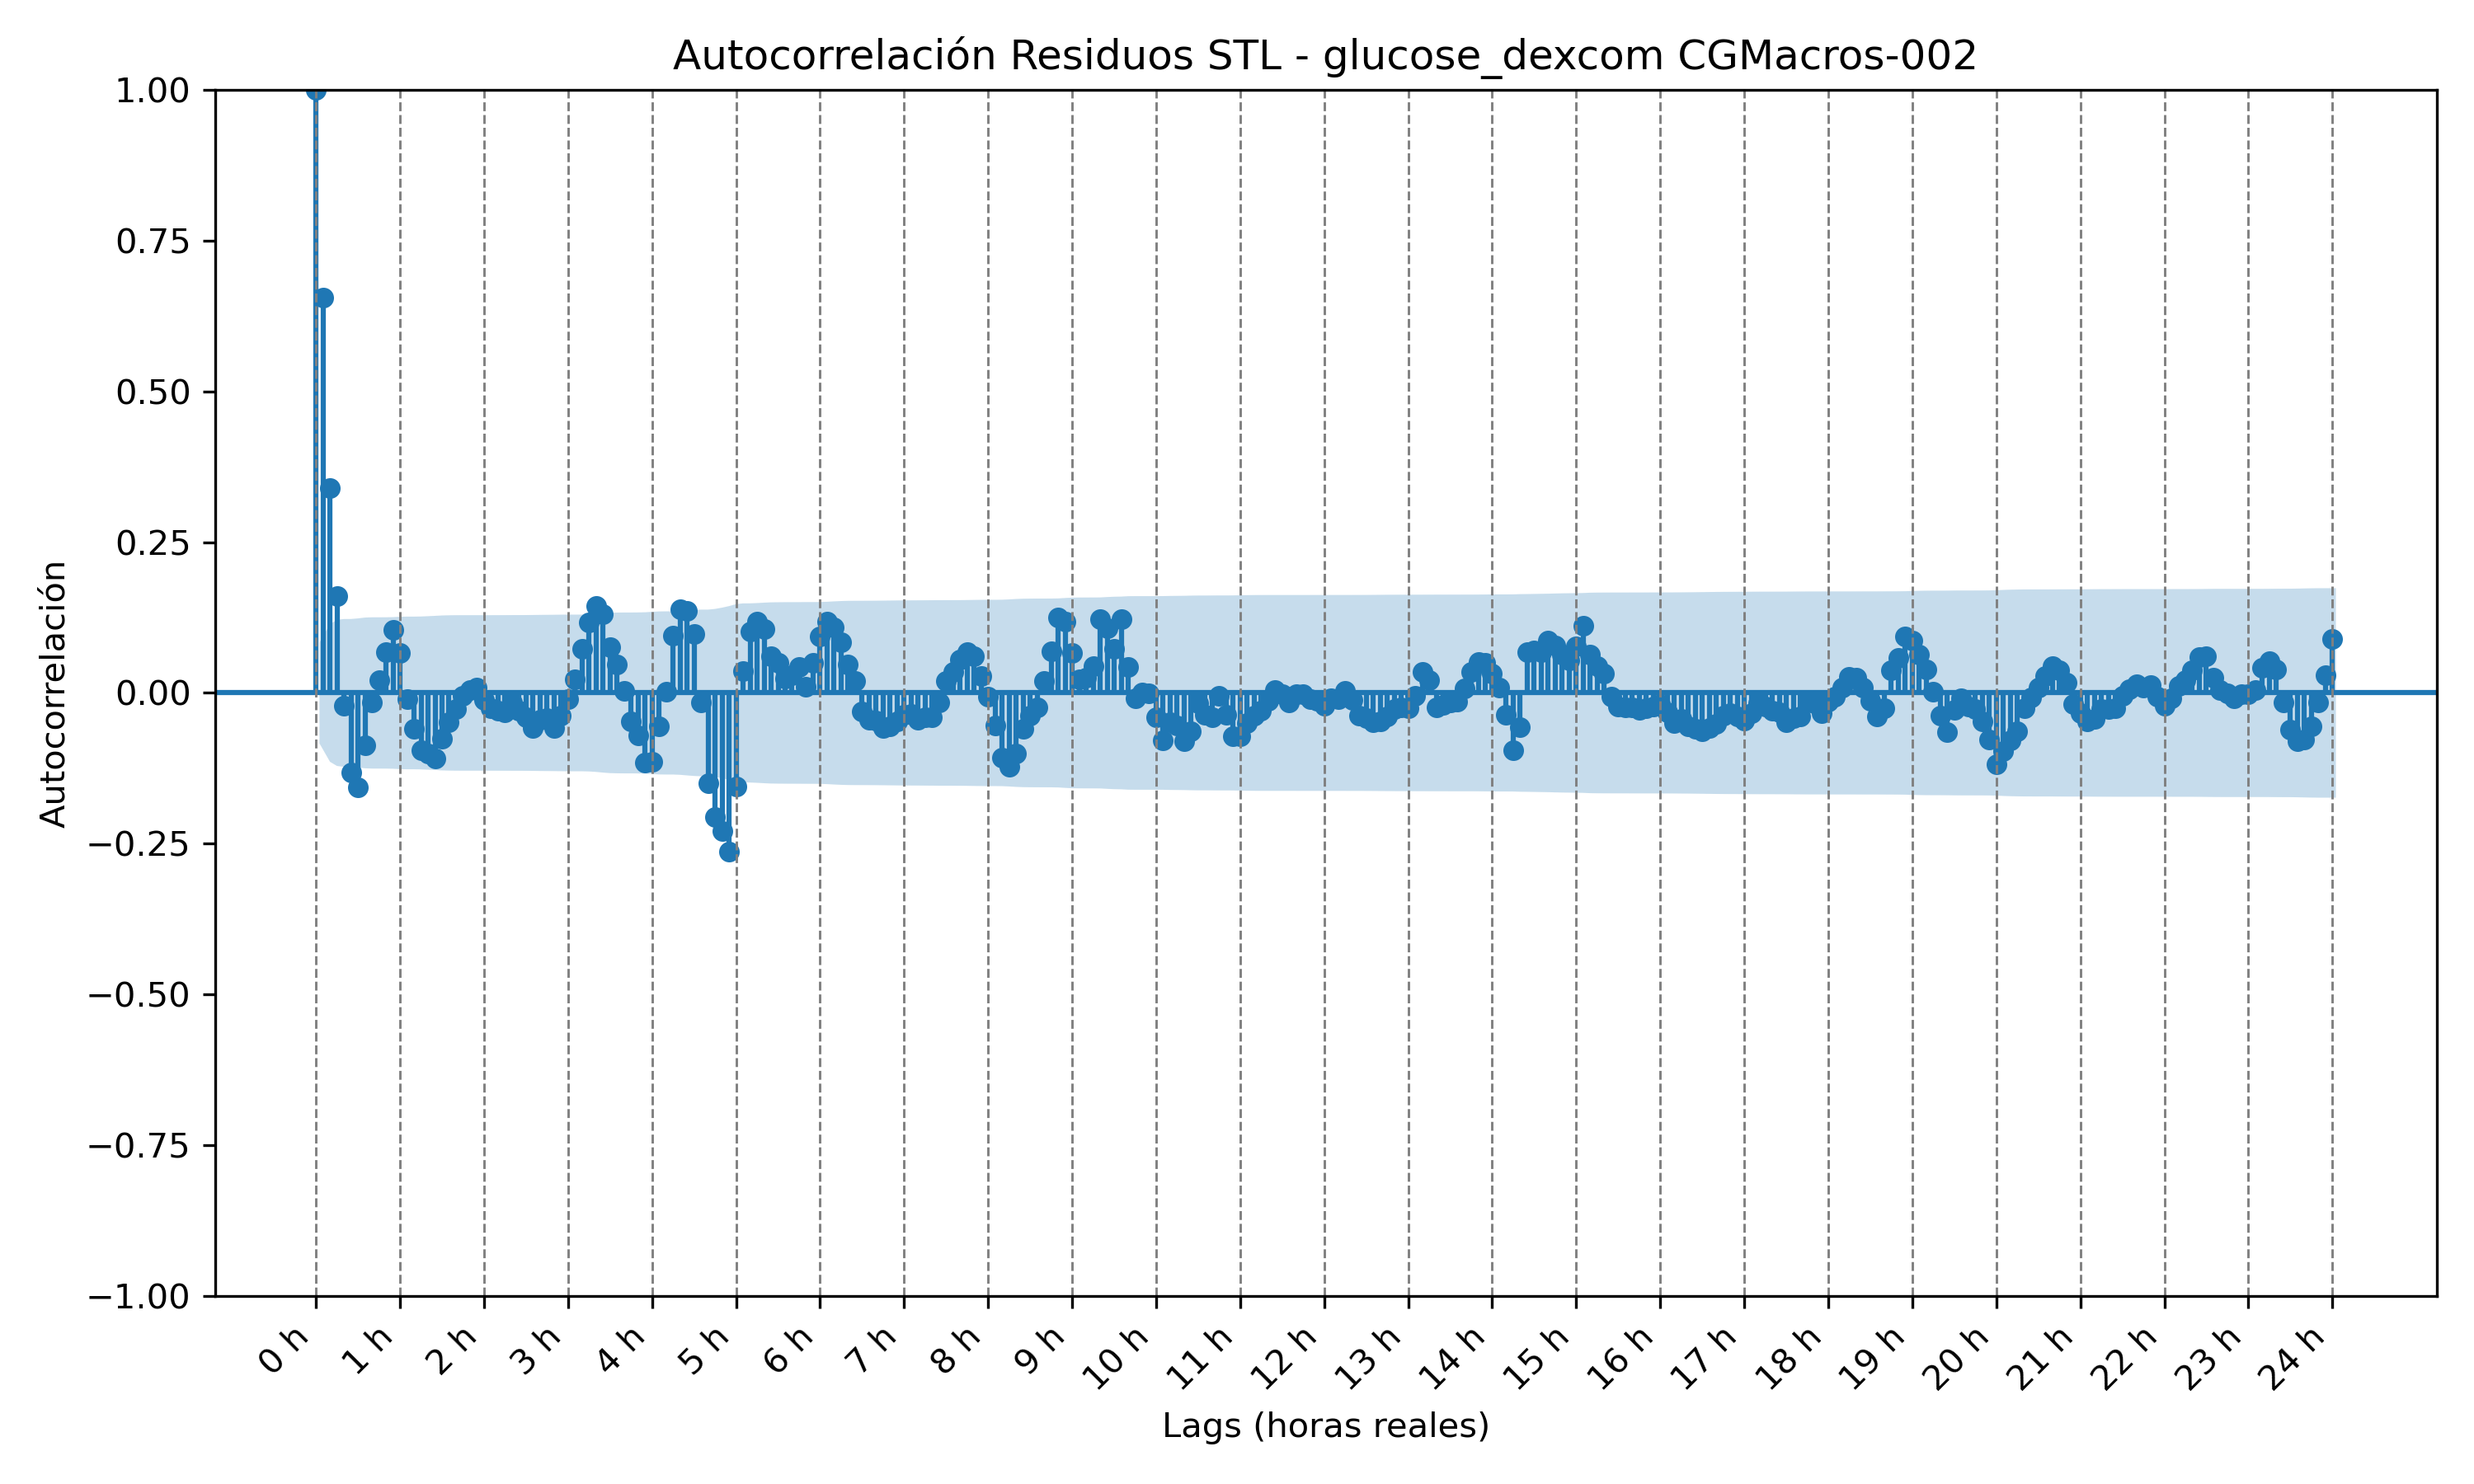 Autocorrelación Residuos STL - glucose_dexcom CGMacros-002
1.00
0.75
0.50
0.25
0.00
−0.25
−0.50
−0.75
−1.00
Autocorrelación
0 h 1 h 2 h 3 h 4 h 5 h 6 h 7 h 8 h 9 h 10 h 11 h 12 h 13 h 14 h 15 h 16 h 17 h 18 h 19 h 20 h 21 h 22 h 23 h 24 h
Lags (horas reales)